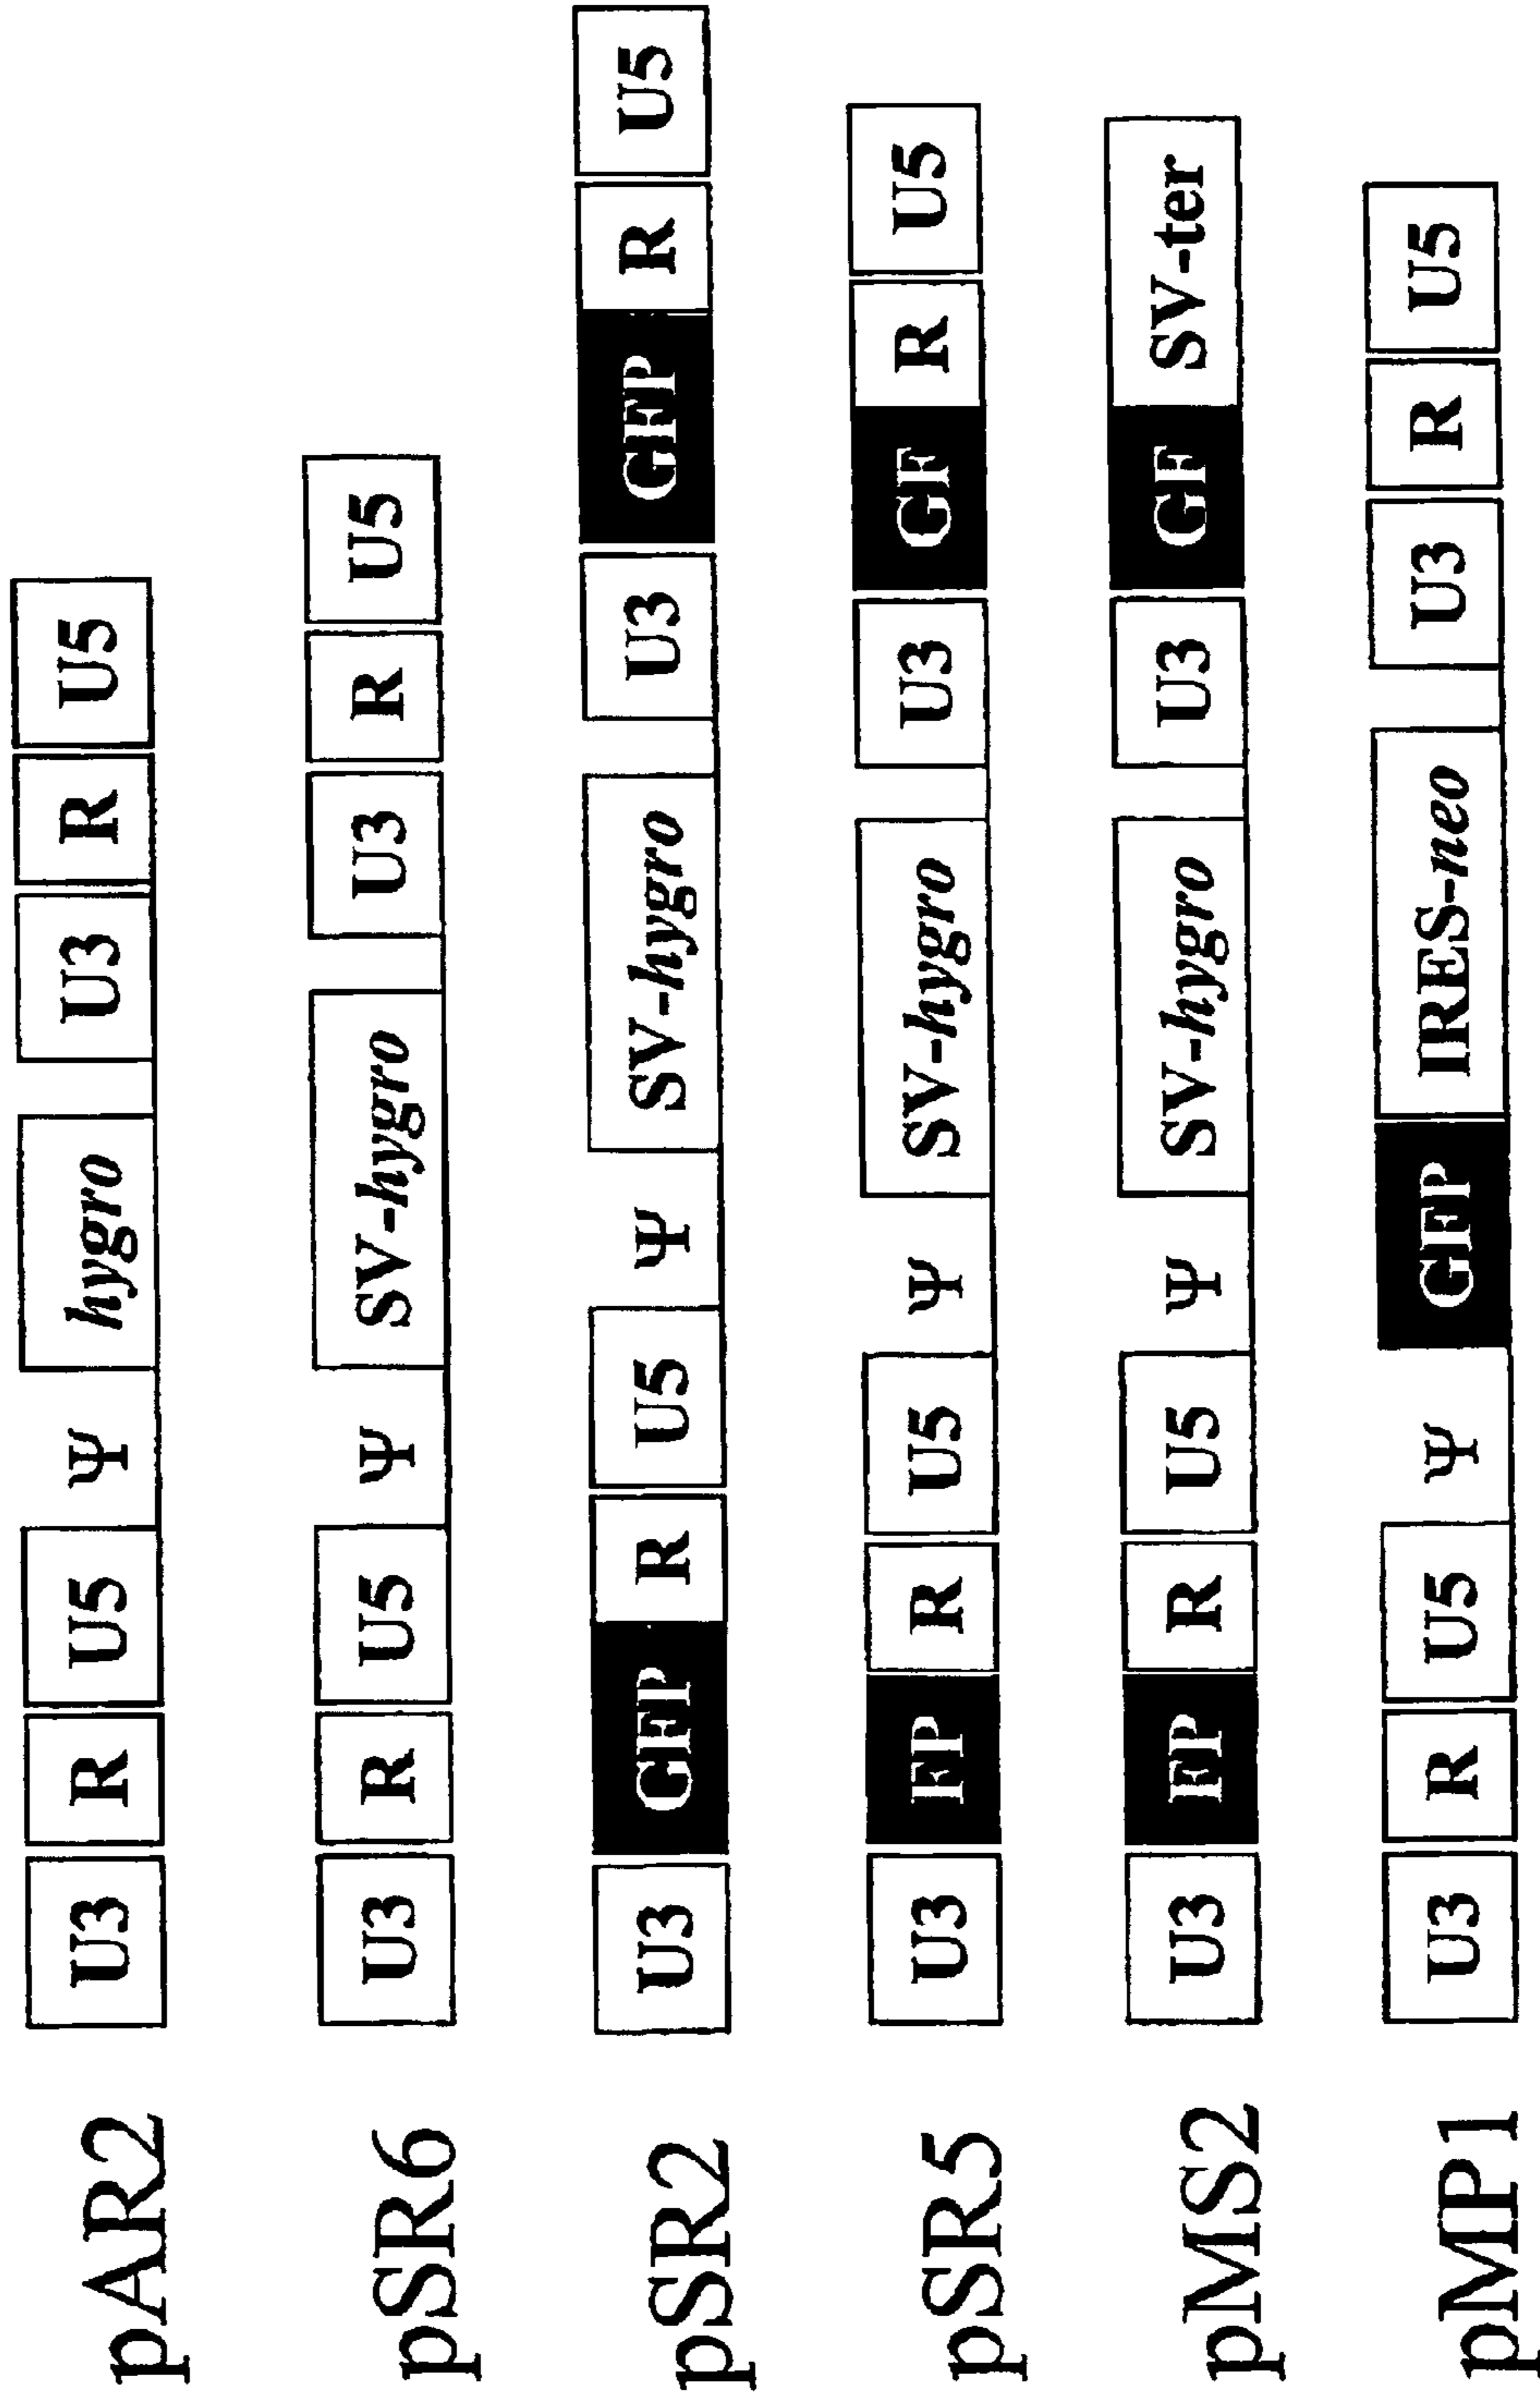 pAR2 U3 R U5 Ψ hygro U3 R U5
pSR6 U3 R U5 Ψ SV-hygro U3 R U5
pSR2 U3 GFP R U5 Ψ SV-hygro U3 GFP R U5
pSR5 U3 FP R U5 Ψ SV-hygro U3 GF R U5
pMS2 U3 FP R U5 Ψ SV-hygro U3 GF SV-ter
pMP1 U3 R U5 Ψ GFP IRES-neo U3 R U5